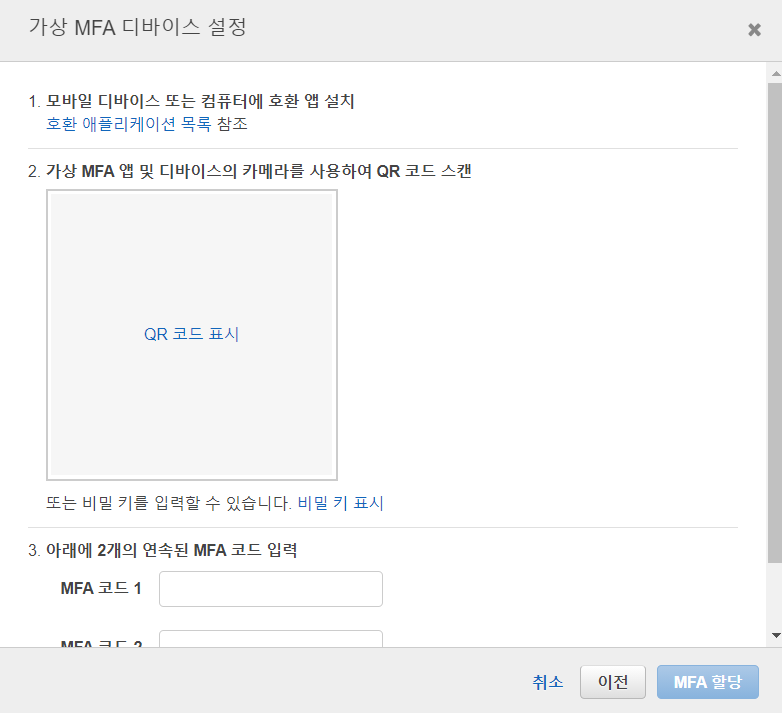 가상 MFA 디바이스 설정
1. 모바일 디바이스 또는 컴퓨터에 호환 앱 설치
호환 애플리케이션 목록 참조
2. 가상 MFA 앱 및 디바이스의 카메라를 사용하여 QR 코드 스캔
QR 코드 표시
또는 비밀 키를 입력할 수 있습니다. 비밀 키 표시
3. 아래에 2개의 연속된 MFA 코드 입력
MFA 코드 1
MFA 코드 2
취소 이전 MFA 할당